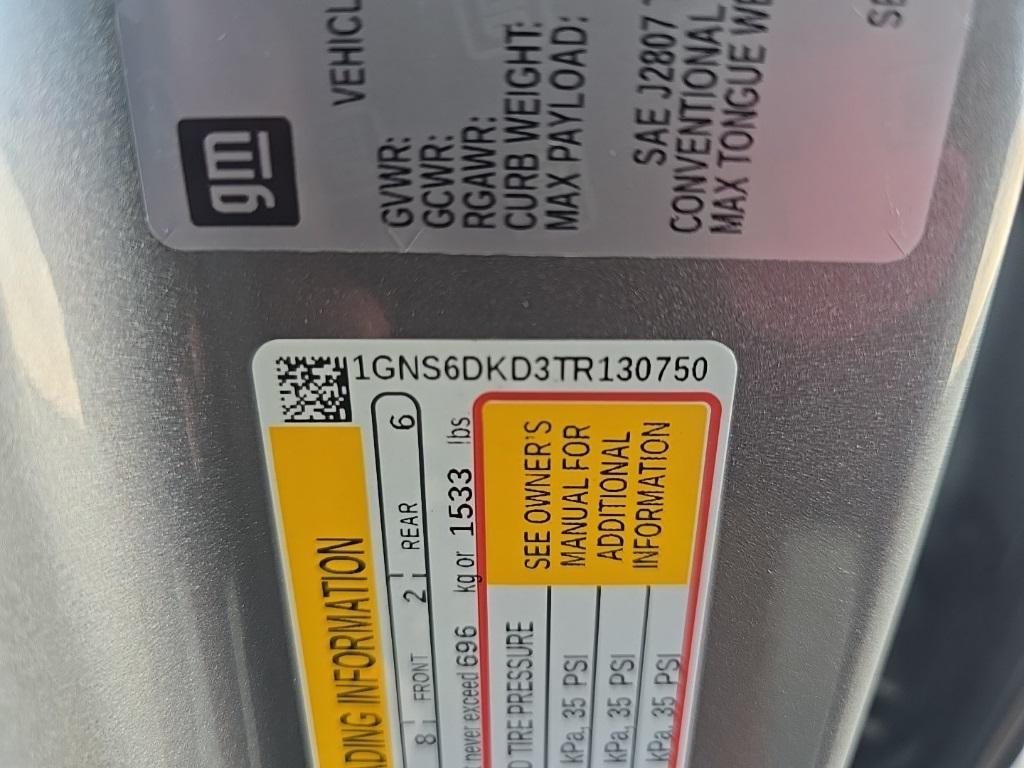 gm
VEHICL
GVWR:
GCWR:
RGAWR:
CURB WEIGHT:
MAX PAYLOAD:
SAE J2807
CONVENTIONAL
MAX TONGUE WE
SE
1GNS6DKD3TR130750
ADING INFORMATION
8 FRONT 2 REAR 6
never exceed 696 kg or 1533 lbs
D TIRE PRESSURE
kPa, 35 PSI
kPa, 35 PSI
kPa, 35 PSI
SEE OWNER'S
MANUAL FOR
ADDITIONAL
INFORMATION